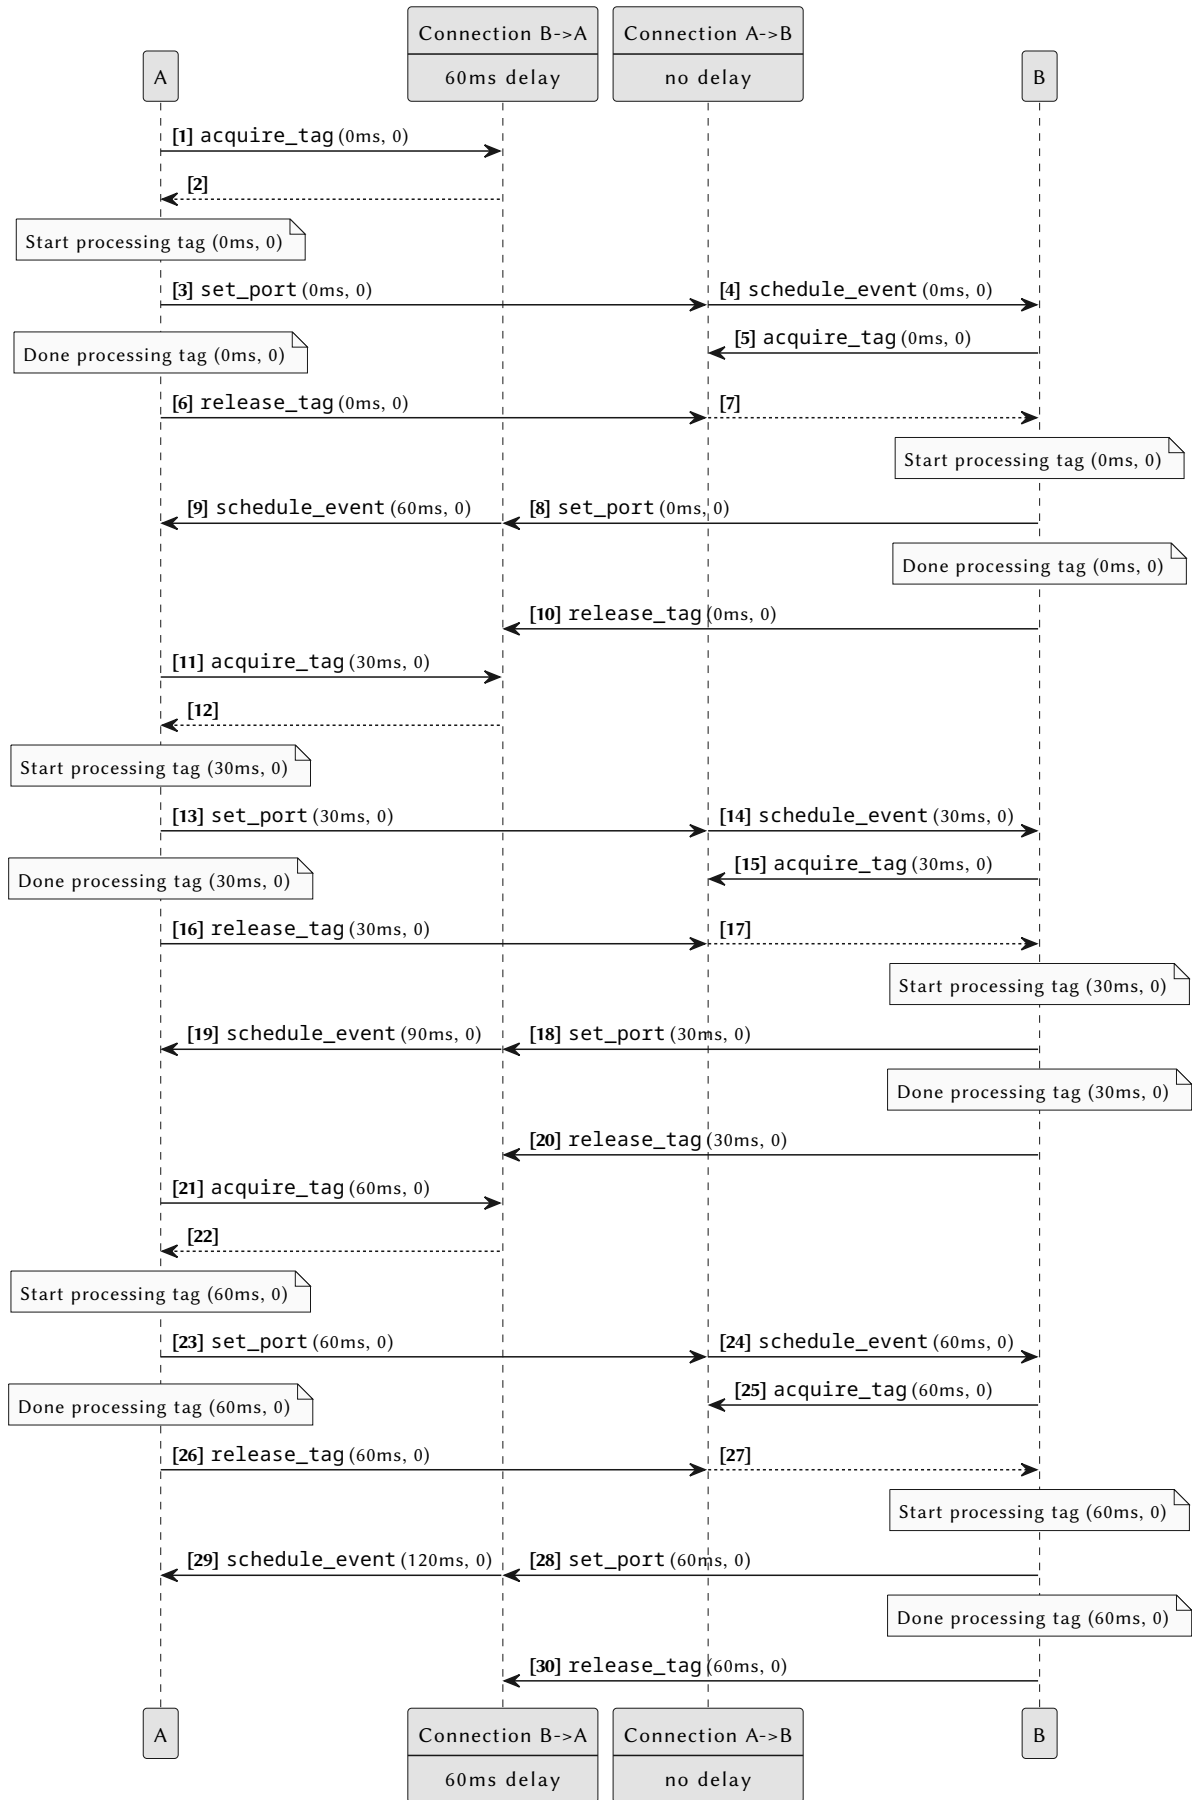 Connection B->A
Connection A->B
A
60ms delay
no delay
B
[1] acquire_tag (0ms, 0)
[2]
Start processing tag (0ms, 0)
[3] set_port (0ms, 0)
[4] schedule_event (0ms, 0)
Done processing tag (0ms, 0)
[5] acquire_tag (0ms, 0)
[6] release_tag (0ms, 0)
[7]
Start processing tag (0ms, 0)
[9] schedule_event (60ms, 0)
[8] set_port (0ms, 0)
Done processing tag (0ms, 0)
[10] release_tag (0ms, 0)
[11] acquire_tag (30ms, 0)
[12]
Start processing tag (30ms, 0)
[13] set_port (30ms, 0)
[14] schedule_event (30ms, 0)
Done processing tag (30ms, 0)
[15] acquire_tag (30ms, 0)
[16] release_tag (30ms, 0)
[17]
Start processing tag (30ms, 0)
[19] schedule_event (90ms, 0)
[18] set_port (30ms, 0)
Done processing tag (30ms, 0)
[20] release_tag (30ms, 0)
[21] acquire_tag (60ms, 0)
[22]
Start processing tag (60ms, 0)
[23] set_port (60ms, 0)
[24] schedule_event (60ms, 0)
Done processing tag (60ms, 0)
[25] acquire_tag (60ms, 0)
[26] release_tag (60ms, 0)
[27]
Start processing tag (60ms, 0)
[29] schedule_event (120ms, 0)
[28] set_port (60ms, 0)
Done processing tag (60ms, 0)
[30] release_tag (60ms, 0)
A
Connection B->A
Connection A->B
B
60ms delay
no delay